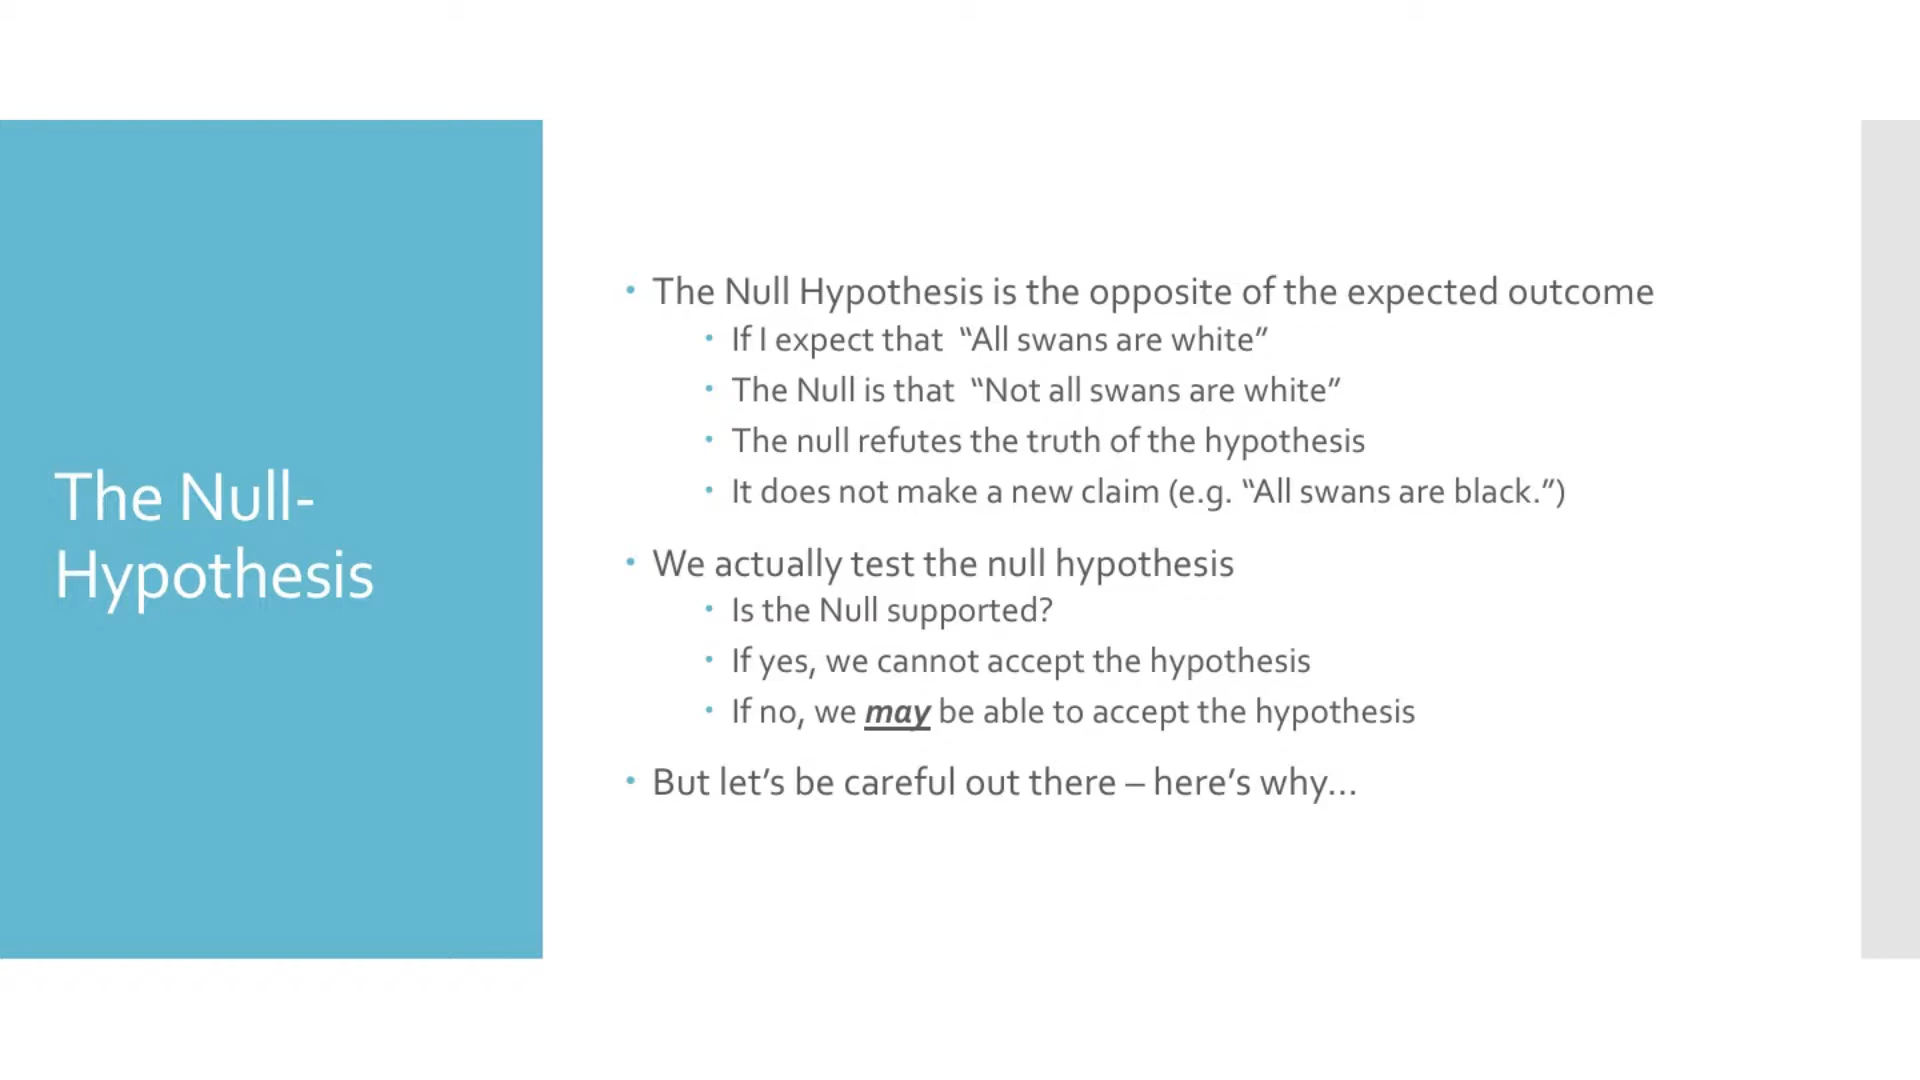 The Null-
Hypothesis
• The Null Hypothesis is the opposite of the expected outcome
• If I expect that “All swans are white”
• The Null is that “Not all swans are white”
• The null refutes the truth of the hypothesis
• It does not make a new claim (e.g. “All swans are black.”)
• We actually test the null hypothesis
• Is the Null supported?
• If yes, we cannot accept the hypothesis
• If no, we may be able to accept the hypothesis
• But let’s be careful out there – here’s why…